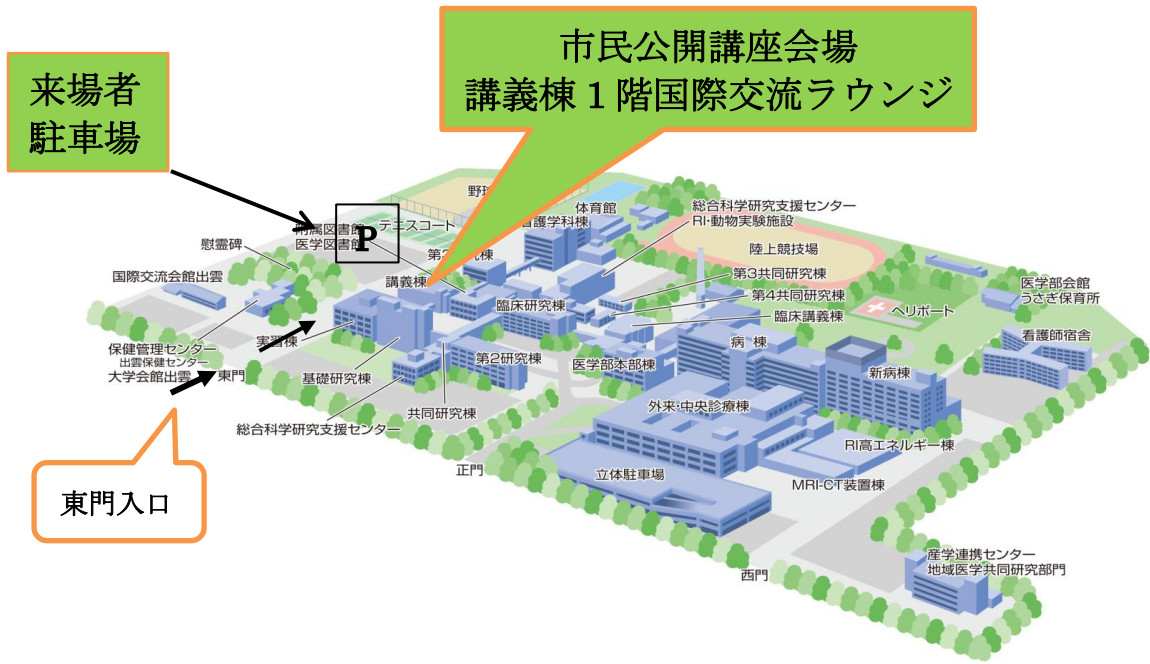 市民公開講座会場
講義棟１階国際交流ラウンジ
来場者
駐車場
野球
体育館
総合科学研究支援センター
RI・動物実験施設
看護学科棟
P
テニスコート
附属図書館
医学図書館
慰霊碑
陸上競技場
第3共同研究棟
国際交流会館出雲
講義棟
第4共同研究棟
医学部会館
うさぎ保育所
臨床研究棟
ヘリポート
臨床講義棟
実習棟
病棟
看護師宿舎
保健管理センター
出雲保健センター
大学会館出雲
東門
第2研究棟
医学部本部棟
新病棟
基礎研究棟
共同研究棟
外来・中央診療棟
総合科学研究支援センター
RI高エネルギー棟
正門
立体駐車場
MRI-CT装置棟
東門入口
西門
産学連携センター
地域医学共同研究部門